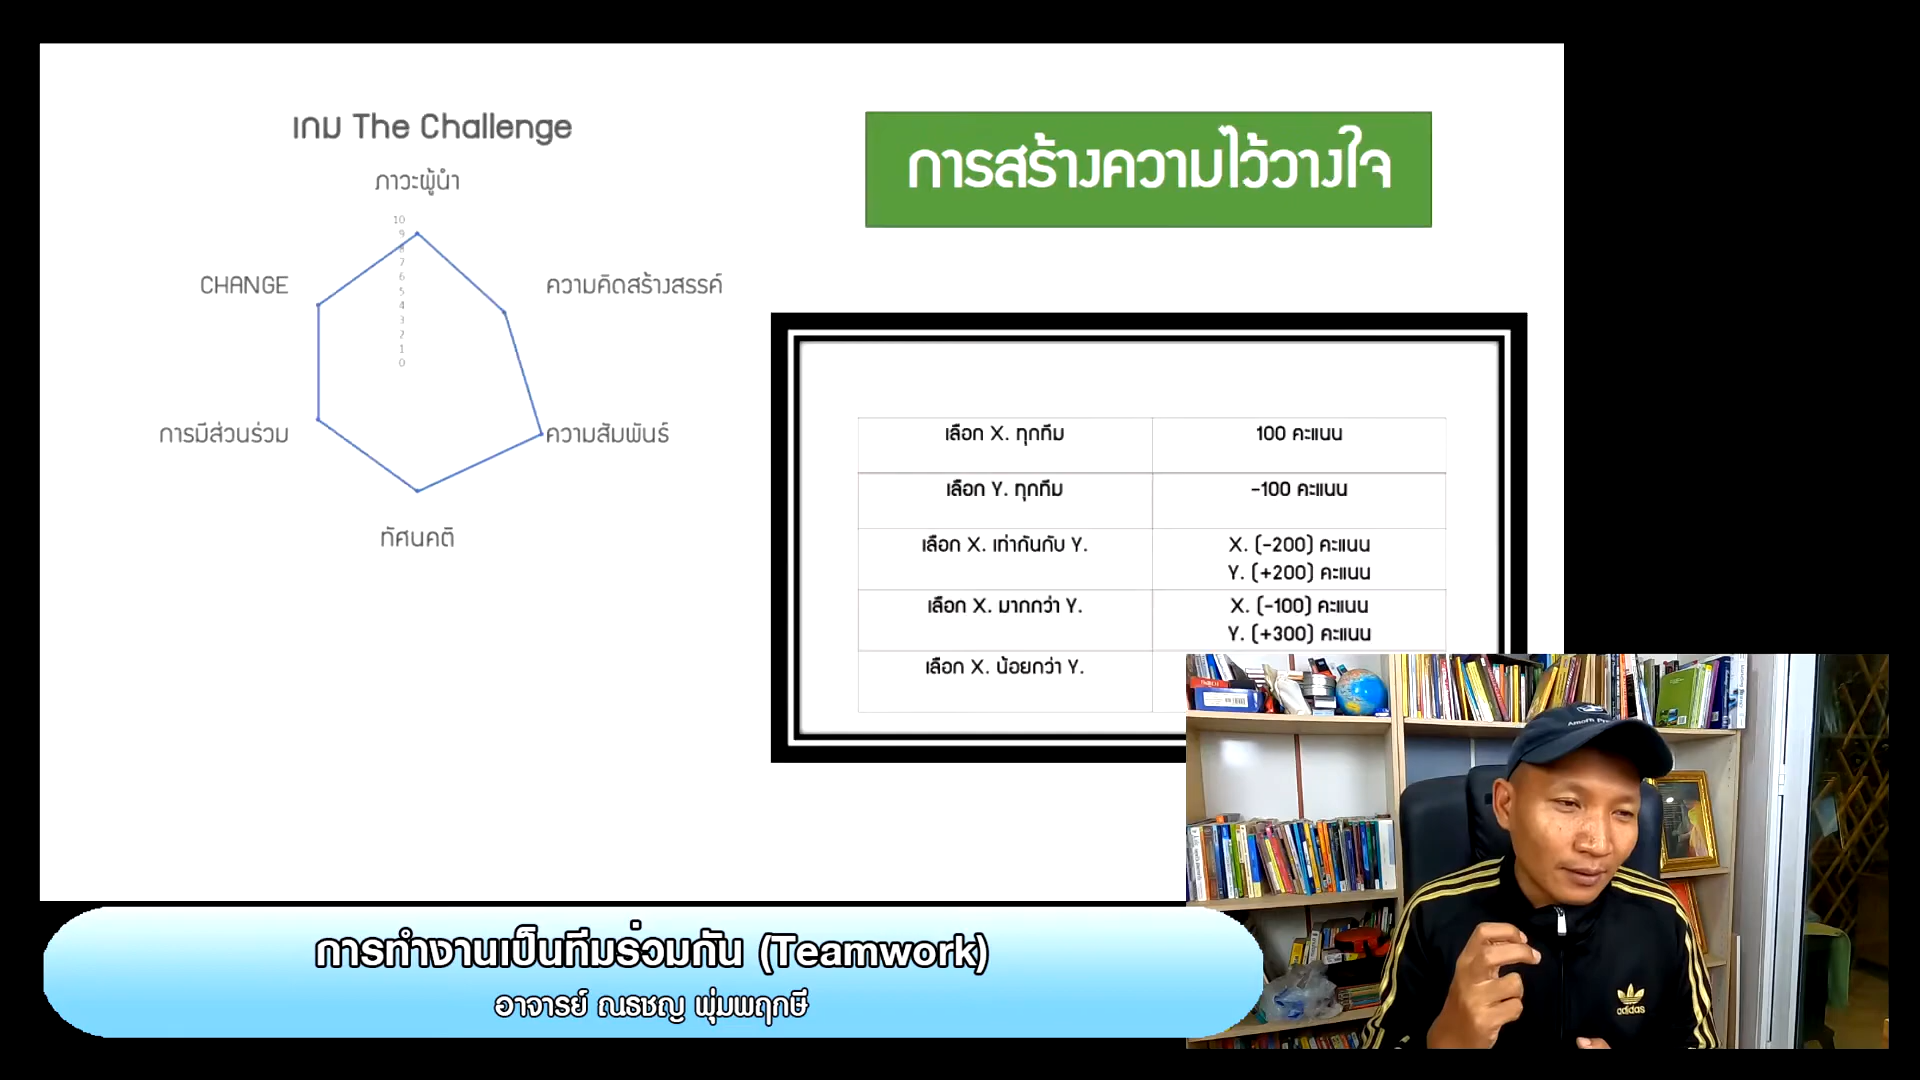 เกม The Challenge
ภาวะผู้นำ
10
9
8
7
6
5
4
3
2
1
0
CHANGE
ความคิดสร้างสรรค์
การมีส่วนร่วม
ความสัมพันธ์
ทัศนคติ
การสร้างความไว้วางใจ
เลือก X. ทุกทีม
100 คะแนน
เลือก Y. ทุกทีม
-100 คะแนน
เลือก X. เท่ากันกับ Y.
X. (-200) คะแนน
Y. (+200) คะแนน
เลือก X. มากกว่า Y.
X. (-100) คะแนน
Y. (+300) คะแนน
เลือก X. น้อยกว่า Y.
การทำงานเป็นทีมร่วมกัน (Teamwork)
อาจารย์ ณธชญ พุ่มพฤกษี
adidas